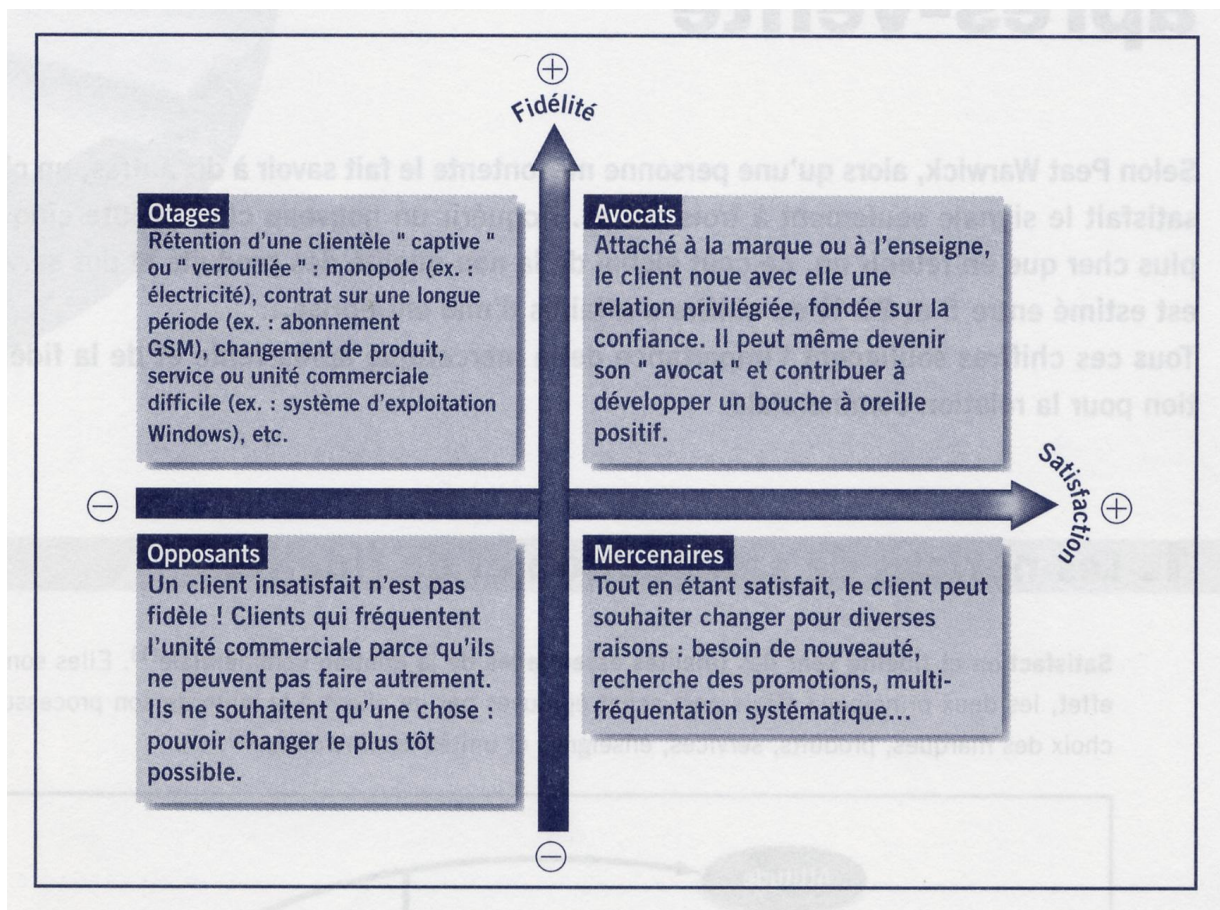 après-vente
⊕
Fidélité
Otages
Rétention d'une clientèle " captive "
ou " verrouillée " : monopole (ex. :
électricité), contrat sur une longue
période (ex. : abonnement
GSM), changement de produit,
service ou unité commerciale
difficile (ex. : système d'exploitation
Windows), etc.
Avocats
Attaché à la marque ou à l'enseigne,
le client noue avec elle une
relation privilégiée, fondée sur la
confiance. Il peut même devenir
son " avocat " et contribuer à
développer un bouche à oreille
positif.
⊖
Satisfaction
⊕
Opposants
Un client insatisfait n'est pas
fidèle ! Clients qui fréquentent
l'unité commerciale parce qu'ils
ne peuvent pas faire autrement.
Ils ne souhaitent qu'une chose :
pouvoir changer le plus tôt
possible.
Mercenaires
Tout en étant satisfait, le client peut
souhaiter changer pour diverses
raisons : besoin de nouveauté,
recherche des promotions, multi-
fréquentation systématique...
⊖